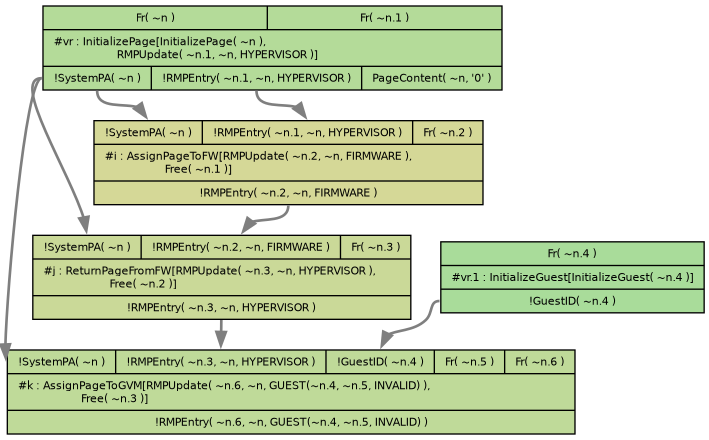 Fr( ~n ) Fr( ~n.1 )
#vr : InitializePage[InitializePage( ~n ),
RMPUpdate( ~n.1, ~n, HYPERVISOR )]
!SystemPA( ~n ) !RMPEntry( ~n.1, ~n, HYPERVISOR ) PageContent( ~n, '0' )
!SystemPA( ~n ) !RMPEntry( ~n.1, ~n, HYPERVISOR ) Fr( ~n.2 )
#i : AssignPageToFW[RMPUpdate( ~n.2, ~n, FIRMWARE ),
Free( ~n.1 )]
!RMPEntry( ~n.2, ~n, FIRMWARE )
!SystemPA( ~n ) !RMPEntry( ~n.2, ~n, FIRMWARE ) Fr( ~n.3 )
#j : ReturnPageFromFW[RMPUpdate( ~n.3, ~n, HYPERVISOR ),
Free( ~n.2 )]
!RMPEntry( ~n.3, ~n, HYPERVISOR )
Fr( ~n.4 )
#vr.1 : InitializeGuest[InitializeGuest( ~n.4 )]
!GuestID( ~n.4 )
!SystemPA( ~n ) !RMPEntry( ~n.3, ~n, HYPERVISOR ) !GuestID( ~n.4 ) Fr( ~n.5 ) Fr( ~n.6 )
#k : AssignPageToGVM[RMPUpdate( ~n.6, ~n, GUEST(~n.4, ~n.5, INVALID) ),
Free( ~n.3 )]
!RMPEntry( ~n.6, ~n, GUEST(~n.4, ~n.5, INVALID) )